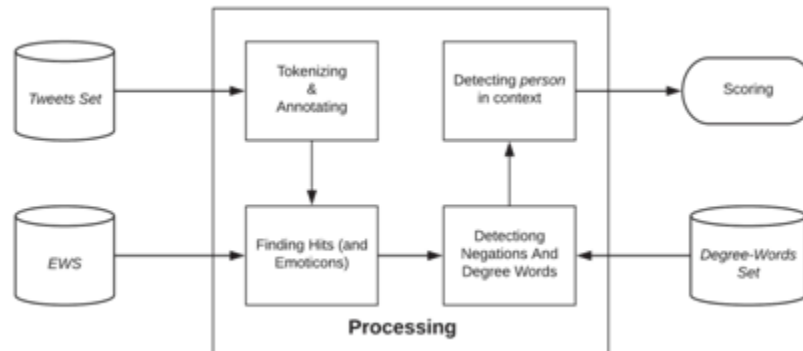 Tweets Set
Tokenizing
&
Annotating
Detecting person
in context
Scoring
EWS
Finding Hits (and
Emoticons)
Detectiong
Negations And
Degree Words
Degree-Words
Set
Processing